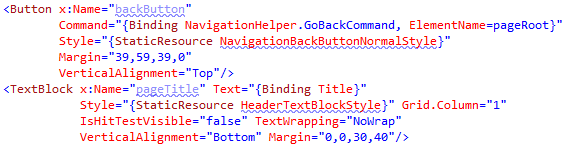 <Button x:Name="backButton"
Command="{Binding NavigationHelper.GoBackCommand, ElementName=pageRoot}"
Style="{StaticResource NavigationBackButtonNormalStyle}"
Margin="39,59,39,0"
VerticalAlignment="Top"/>
<TextBlock x:Name="pageTitle" Text="{Binding Title}"
Style="{StaticResource HeaderTextBlockStyle}" Grid.Column="1"
IsHitTestVisible="false" TextWrapping="NoWrap"
VerticalAlignment="Bottom" Margin="0,0,30,40"/>